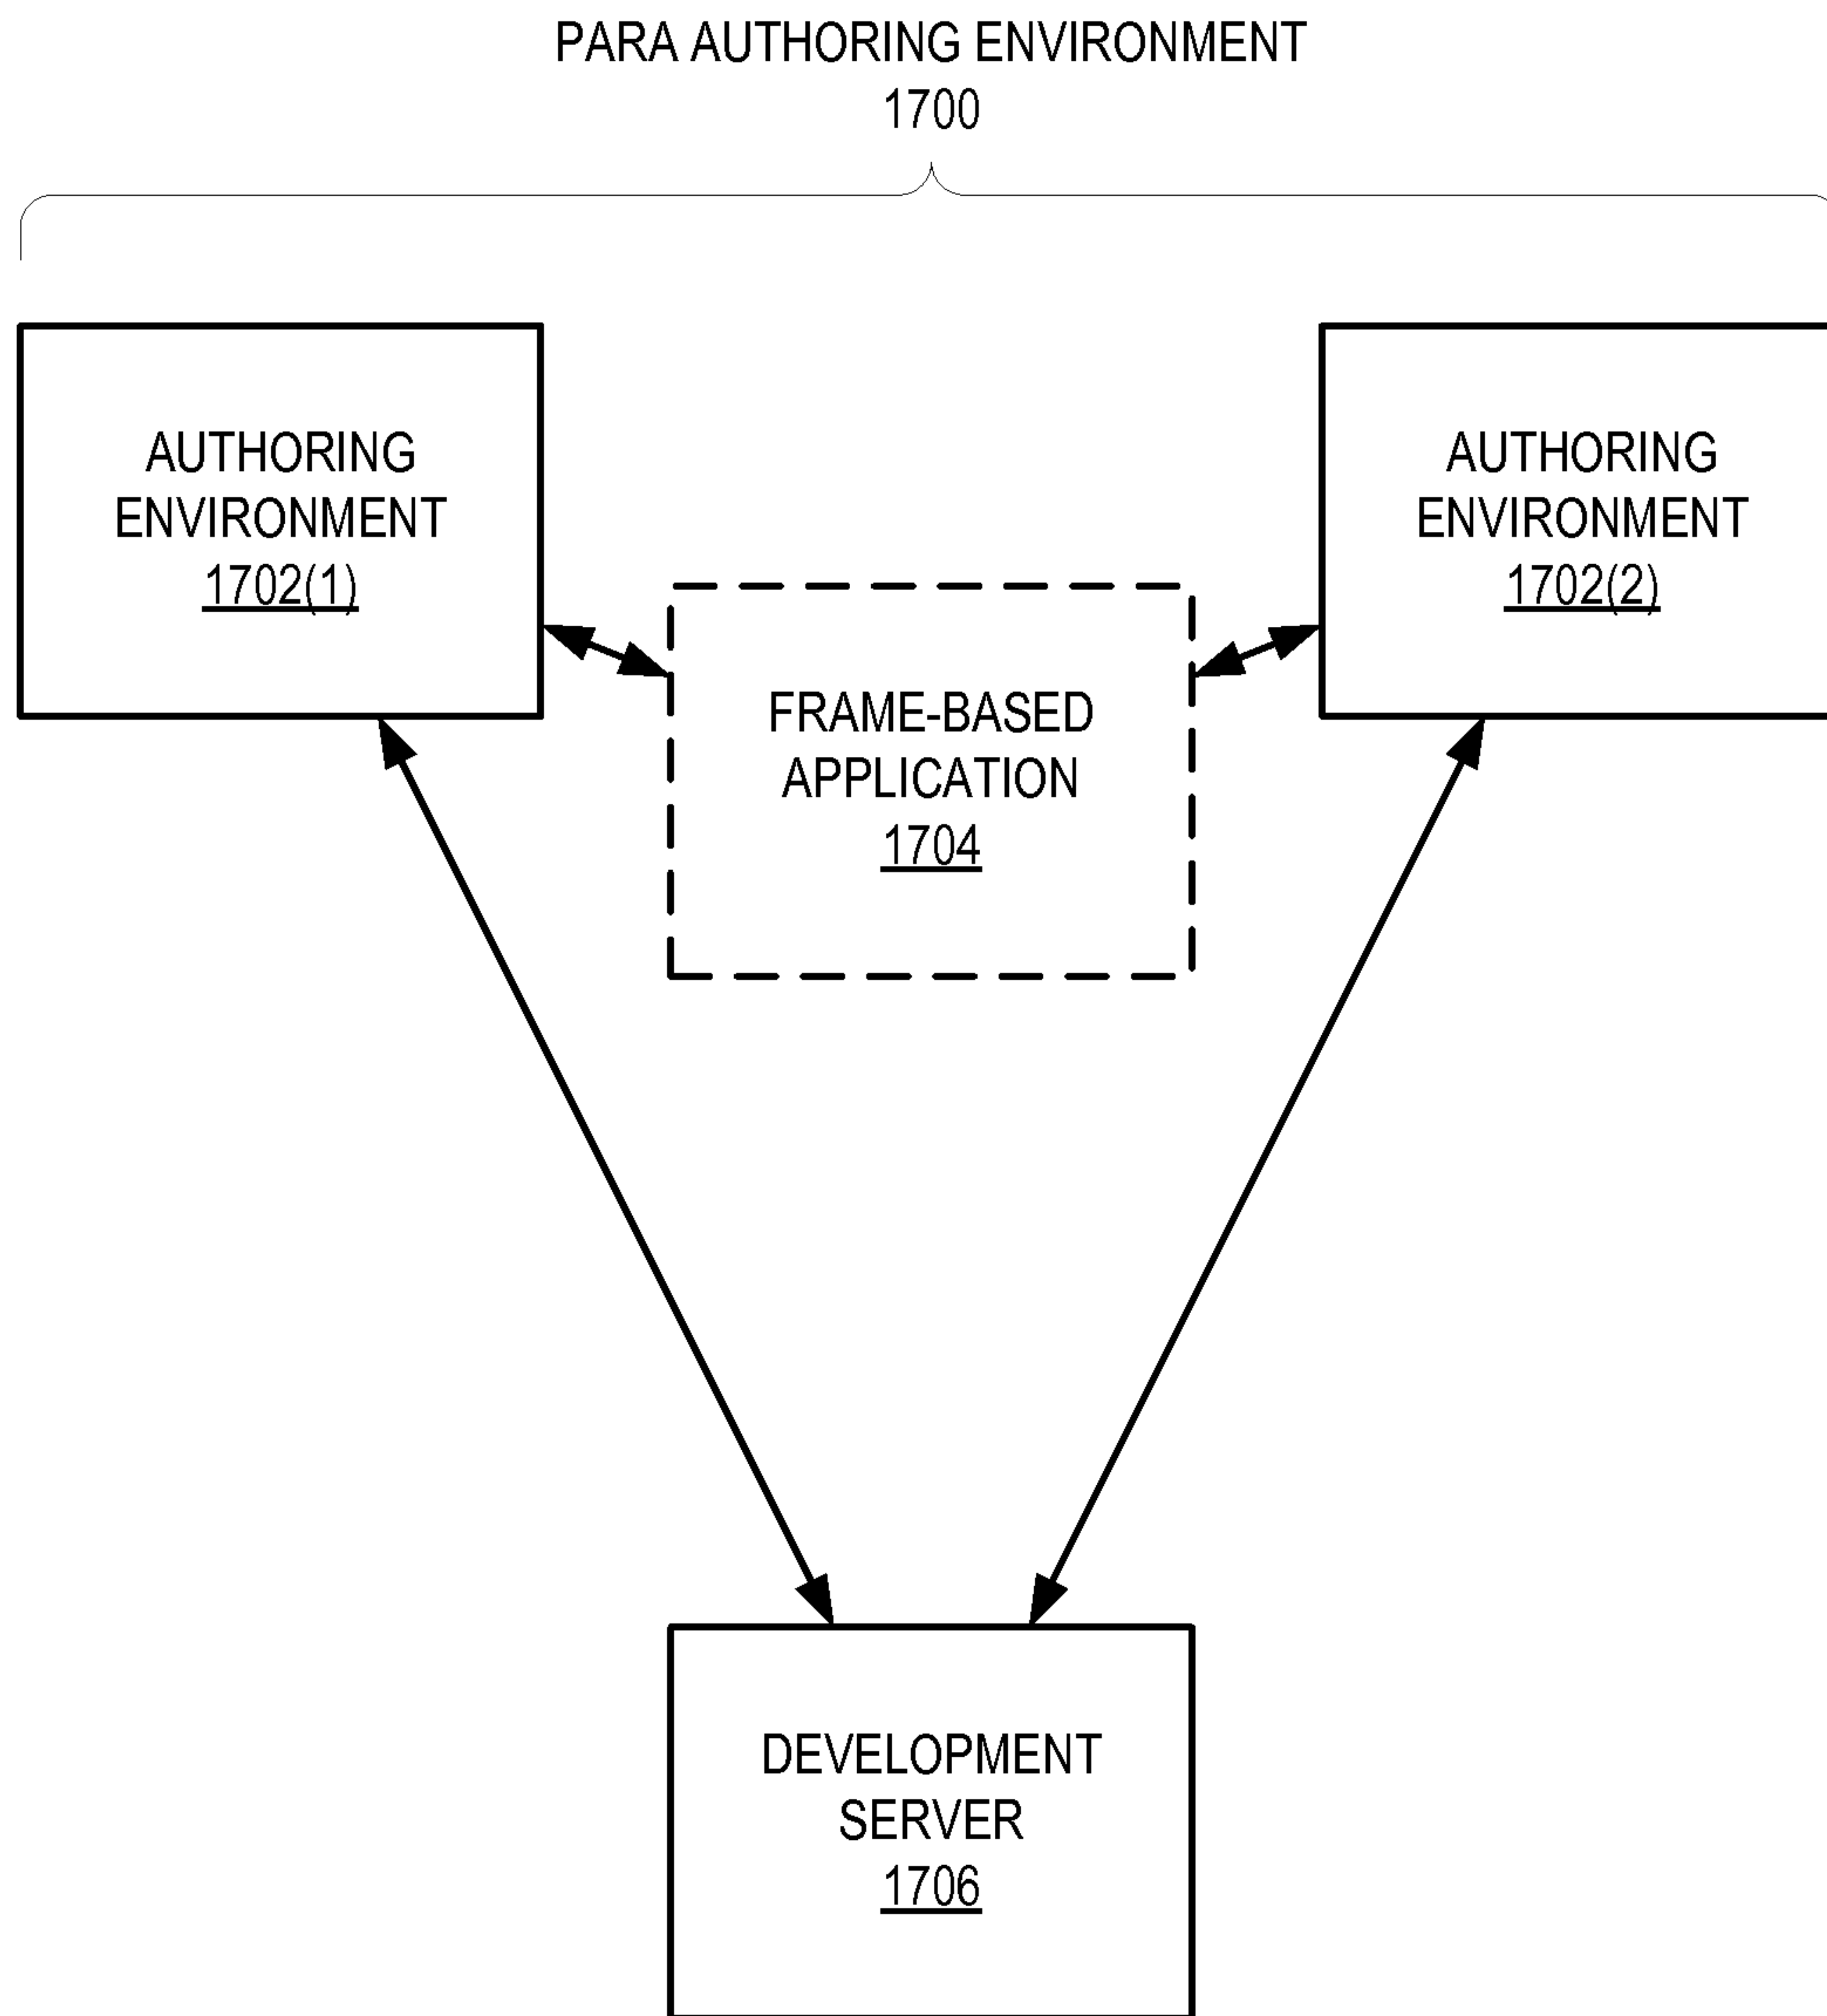 PARA AUTHORING ENVIRONMENT
1700
AUTHORING
ENVIRONMENT
1702(1)
AUTHORING
ENVIRONMENT
1702(2)
FRAME-BASED
APPLICATION
1704
DEVELOPMENT
SERVER
1706